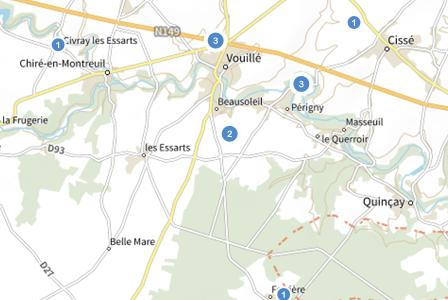 1
3
N149
1
Civray les Essarts
Cissé
Vouillé
Chiré-en-Montreuil
3
Beausoleil
Périgny
la Frugerie
Masseuil
2
le Querroir
D93
les Essarts
Quinçay
Belle Mare
D27
1